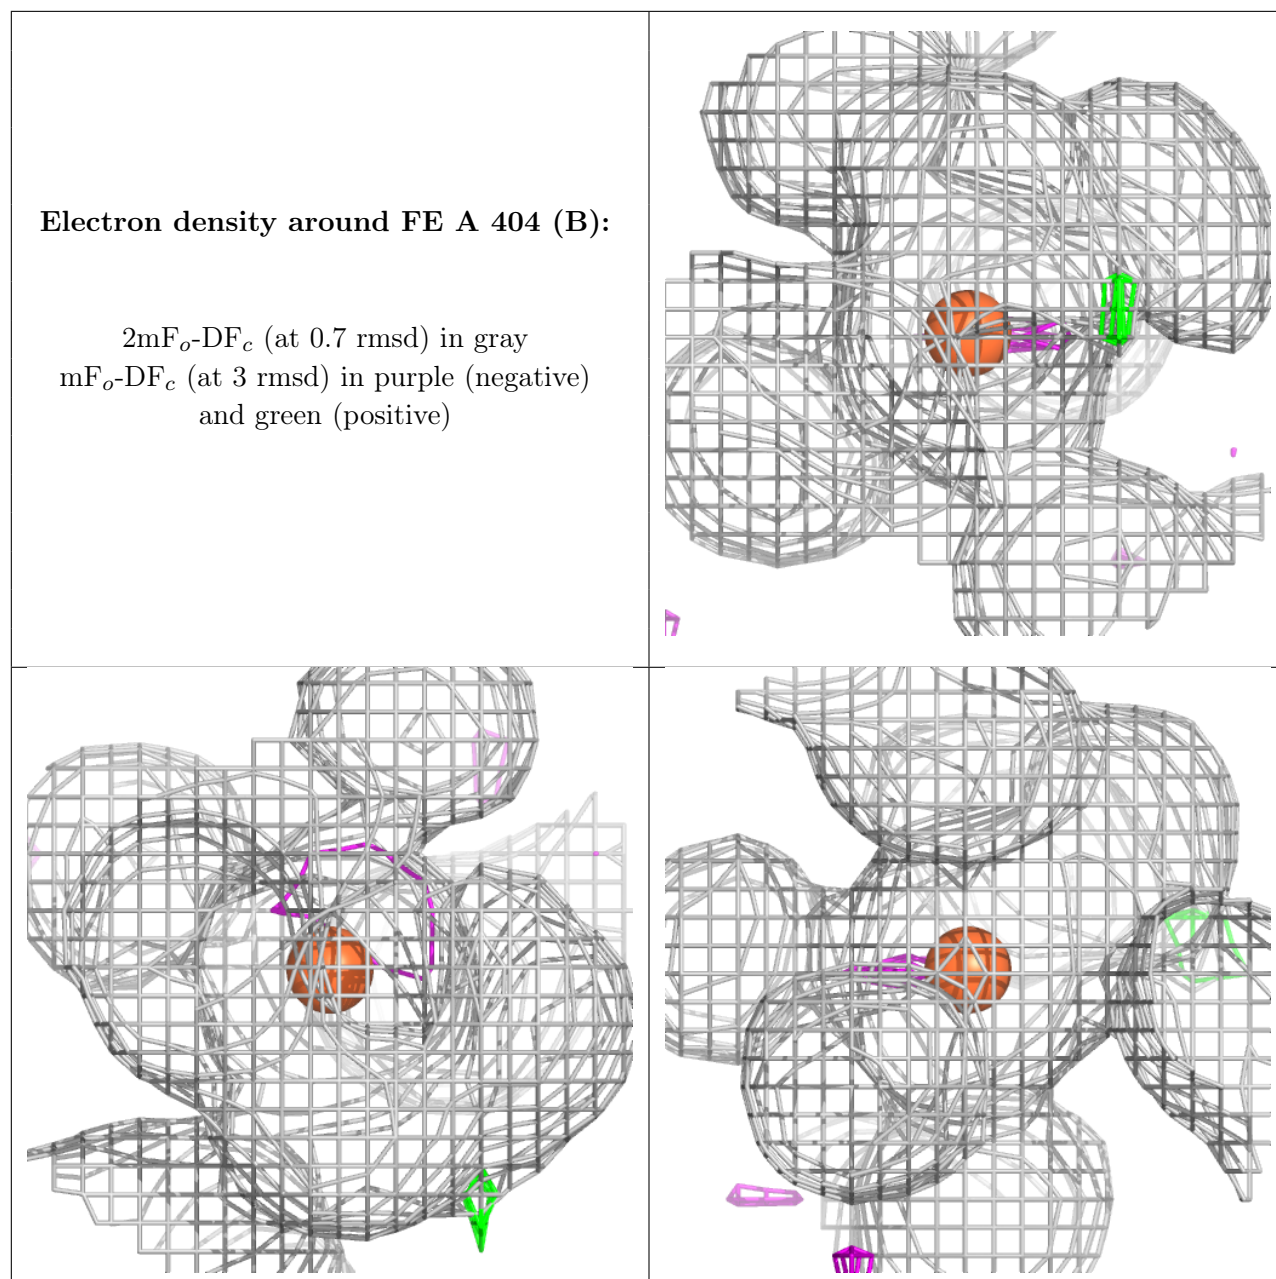 Electron density around FE A 404 (B):
2mFo-DFc (at 0.7 rmsd) in gray
mFo-DFc (at 3 rmsd) in purple (negative)
and green (positive)